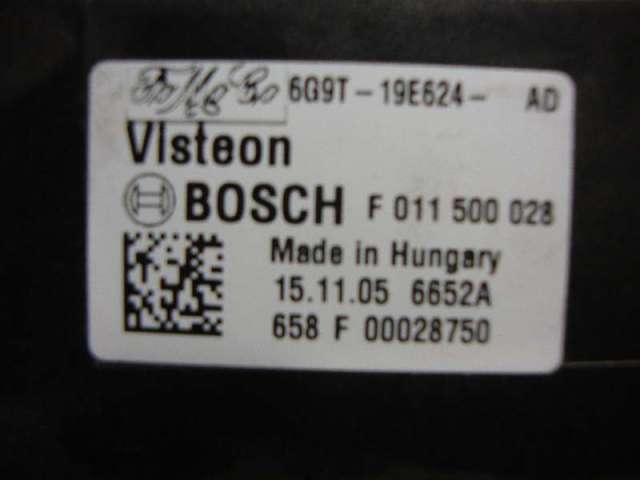 6G9T-19E624- AD
Visteon
BOSCH F 011 500 028
Made in Hungary
15.11.05 6652A
658 F 00028750